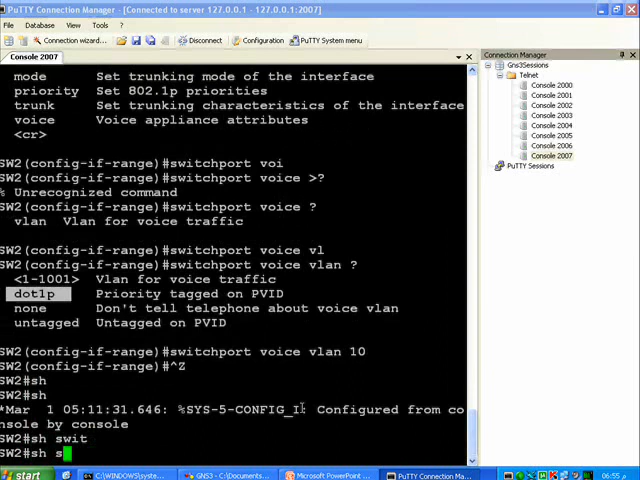 PuTTY Connection Manager - [Connected to server 127.0.0.1 - 127.0.0.1:2007]
File Database View Tools ?
Connection wizard... Disconnect Configuration PuTTY System menu
Console 2007
Connection Manager
mode Set trunking mode of the interface
priority Set 802.1p priorities
trunk Set trunking characteristics of the interface
voice Voice appliance attributes
<cr>
SW2(config-if-range)#switchport voi
SW2(config-if-range)#switchport voice >?
% Unrecognized command
SW2(config-if-range)#switchport voice ?
vlan Vlan for voice traffic
SW2(config-if-range)#switchport voice vl
SW2(config-if-range)#switchport voice vlan ?
<1-1001> Vlan for voice traffic
dot1p Priority tagged on PVID
none Don't tell telephone about voice vlan
untagged Untagged on PVID
SW2(config-if-range)#switchport voice vlan 10
SW2(config-if-range)#^Z
SW2#sh
SW2#sh
*Mar 1 05:11:31.646: %SYS-5-CONFIG_I: Configured from co
nsole by console
SW2#sh swit
SW2#sh s
Gns3Sessions
Telnet
Console 2000
Console 2001
Console 2002
Console 2003
Console 2004
Console 2005
Console 2006
Console 2007
PuTTY Sessions
start
C:\WINDOWS\system...
GNS3 - C:\Documents...
Microsoft PowerPoint ...
PuTTY Connection Ma...
06:55